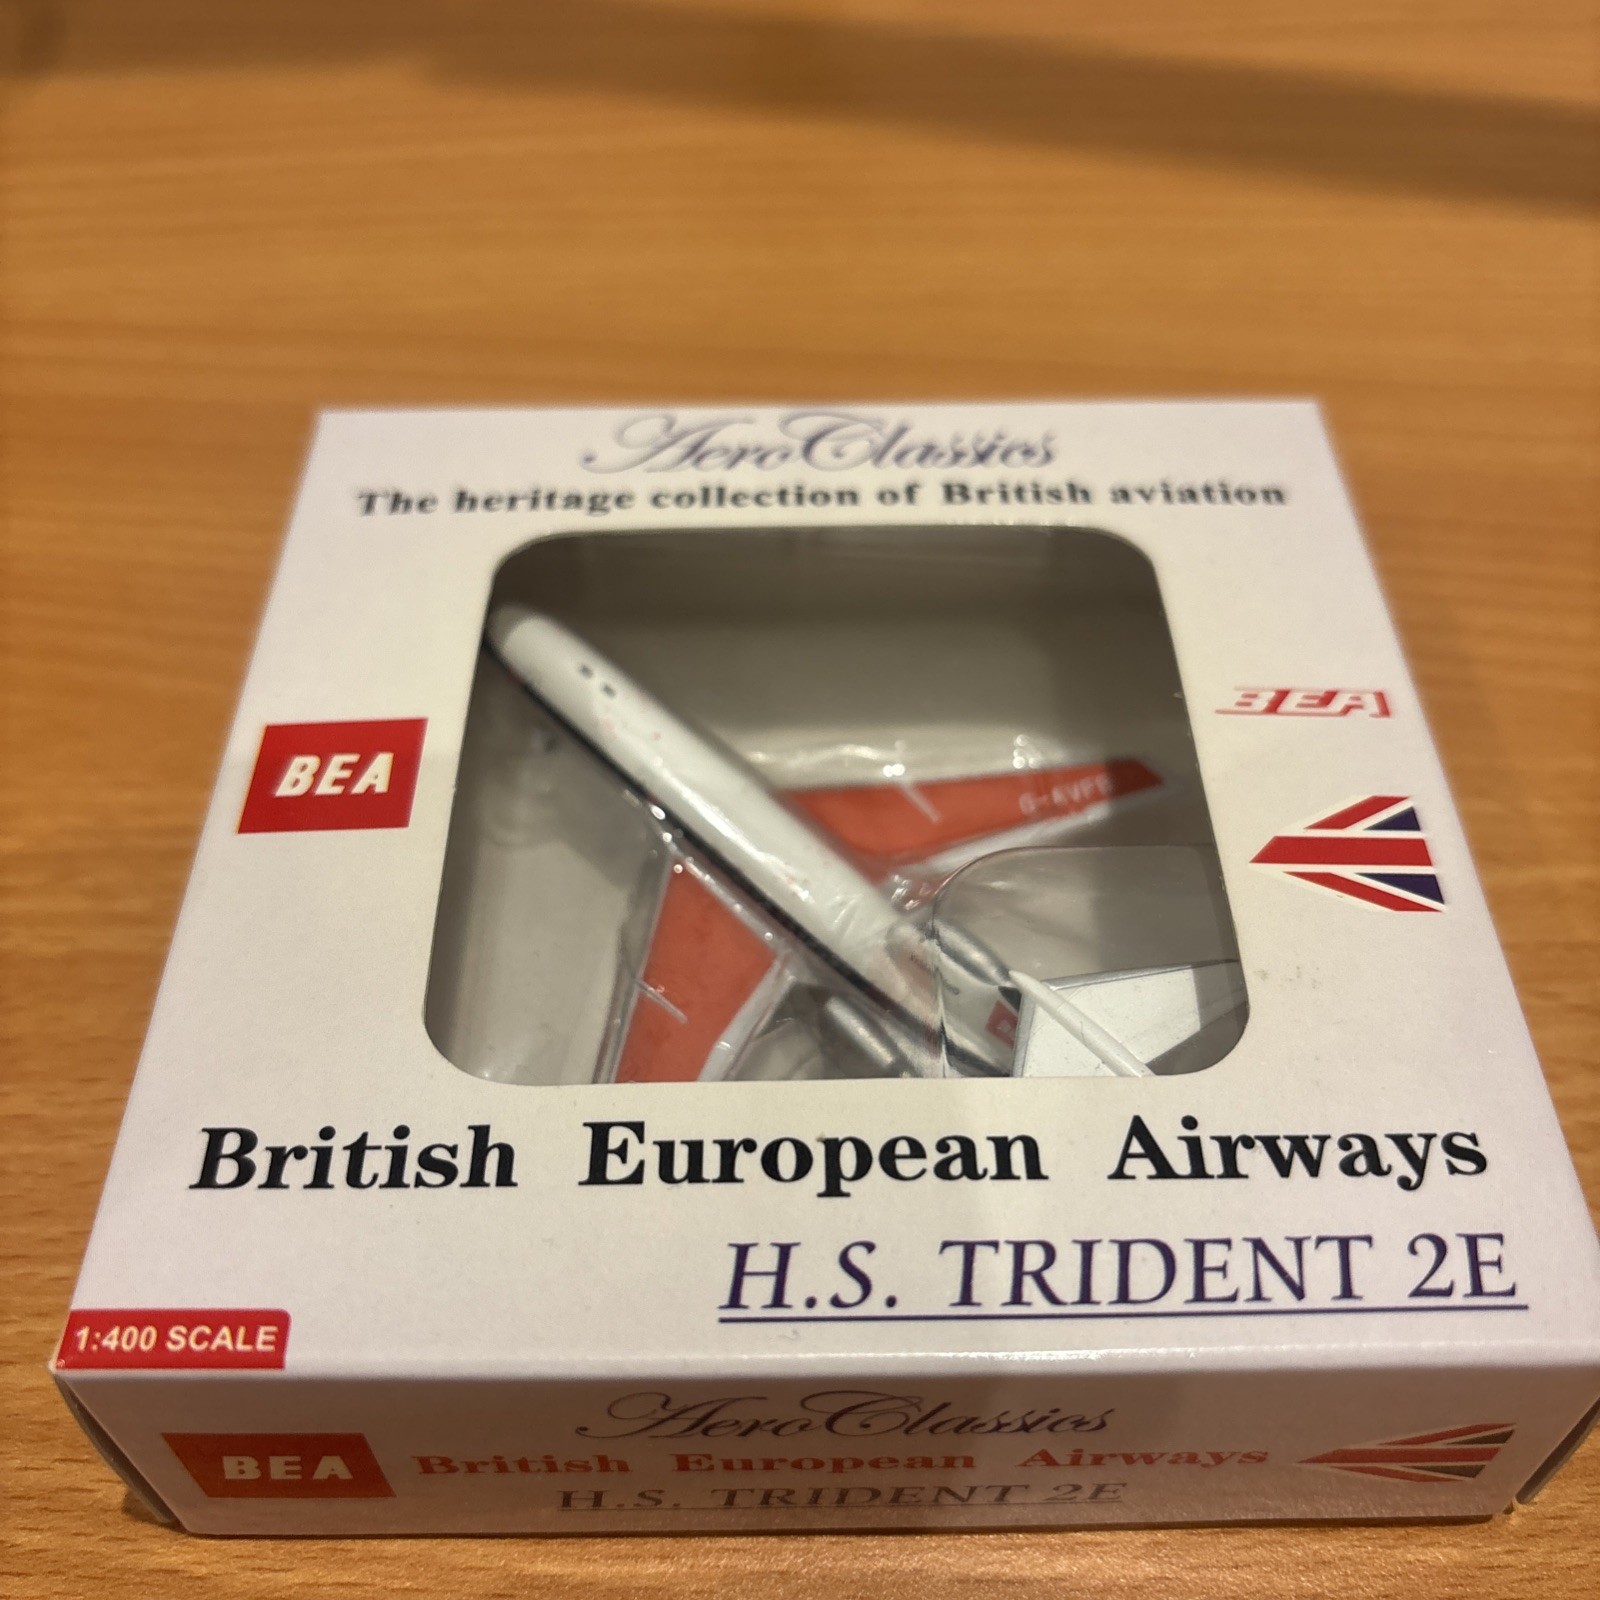 AeroClassics
The heritage collection of British aviation
BEA
BEA
British European Airways
H.S. TRIDENT 2E
1:400 SCALE
AeroClassics
BEA
British European Airways
H.S. TRIDENT 2E